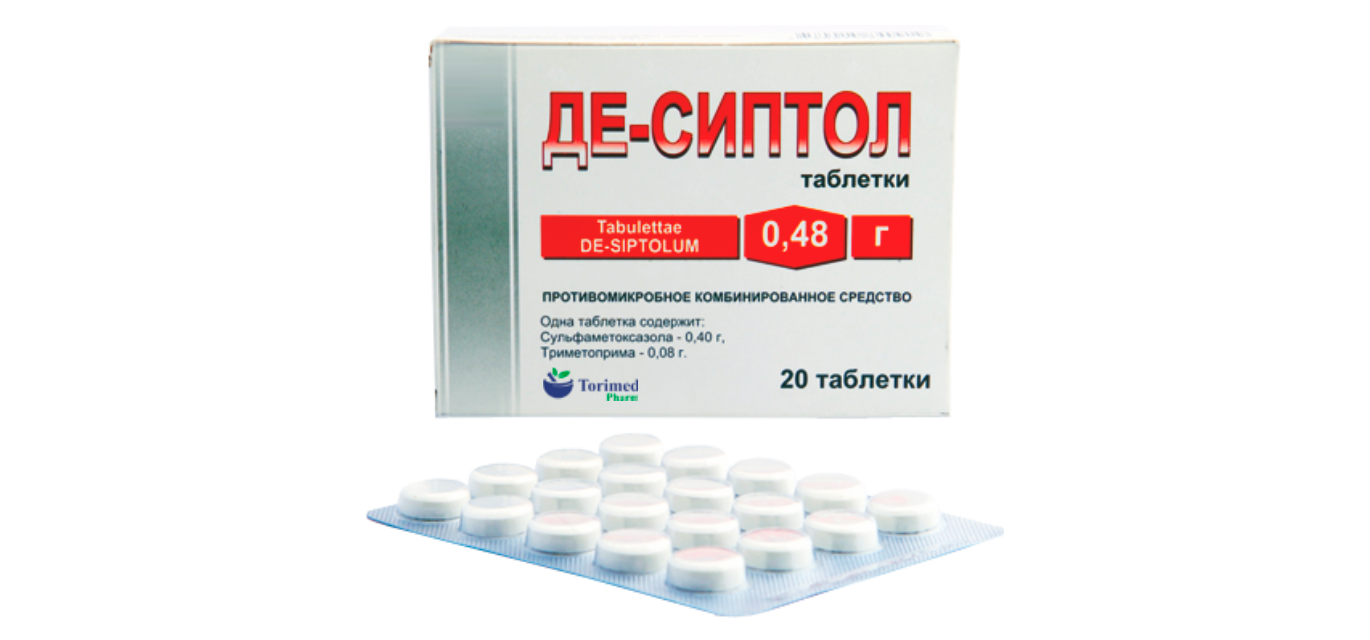 ДЕ-СИПТОЛ
таблетки
Tabulettae
DE-SIPTOLUM
0,48 г
ПРОТИВОМИКРОБНОЕ КОМБИНИРОВАННОЕ СРЕДСТВО
Одна таблетка содержит:
Сульфаметоксазола - 0,40 г,
Триметоприма - 0,08 г.
Torimed
Pharm
20 таблетки